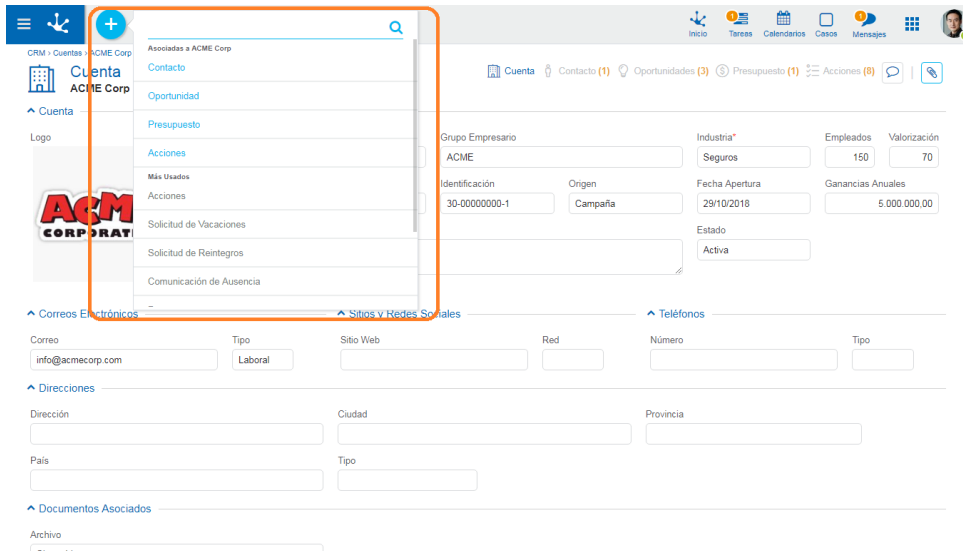 Inicio
1
Tareas
Calendarios
Casos
1
Mensajes
CRM › Cuentas › ACME Corp
Cuenta
ACME Corp
Asociadas a ACME Corp
Contacto
Oportunidad
Presupuesto
Acciones
Más Usados
Acciones
Solicitud de Vacaciones
Solicitud de Reintegros
Comunicación de Ausencia
Cuenta
Contacto (1)
Oportunidades (3)
Presupuesto (1)
Acciones (8)
Cuenta
Logo
ACME
CORPORATI
Grupo Empresario
ACME
Industria*
Seguros
Empleados
150
Valorización
70
Identificación
30-00000000-1
Origen
Campaña
Fecha Apertura
29/10/2018
Ganancias Anuales
5.000.000,00
Estado
Activa
Correos Electrónicos
Sitios y Redes Sociales
Teléfonos
Correo
Tipo
Sitio Web
Red
Número
Tipo
info@acmecorp.com
Laboral
Direcciones
Dirección
Ciudad
Provincia
País
Tipo
Documentos Asociados
Archivo